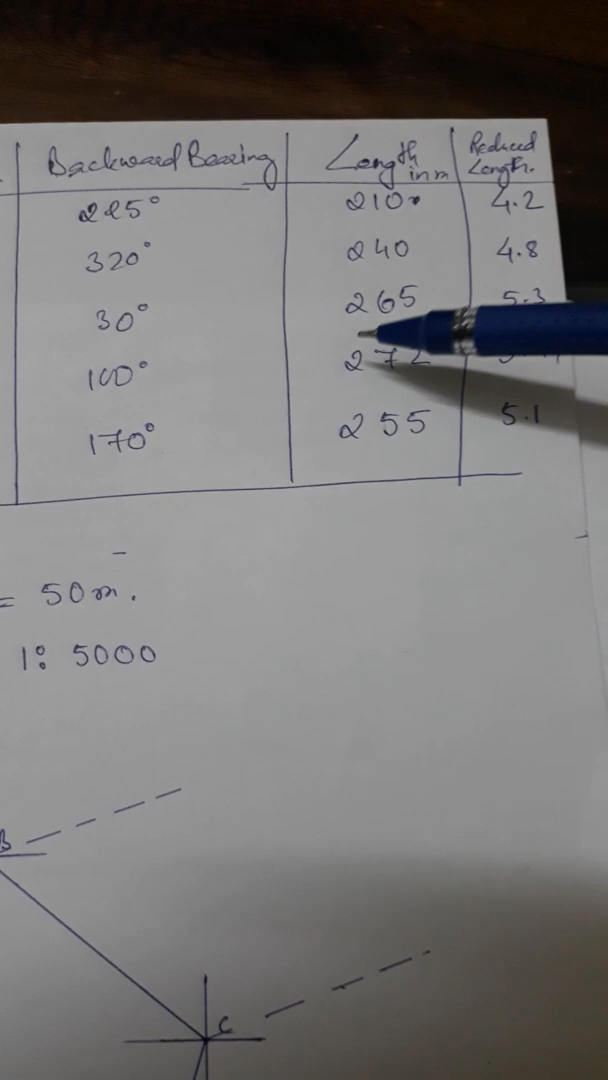 Backward Bearing Length in m Reduced Length.
225° 210 4.2
320° 240 4.8
30° 265 5.3
100° 272
170° 255 5.1
= 50m.
1: 5000
B
C